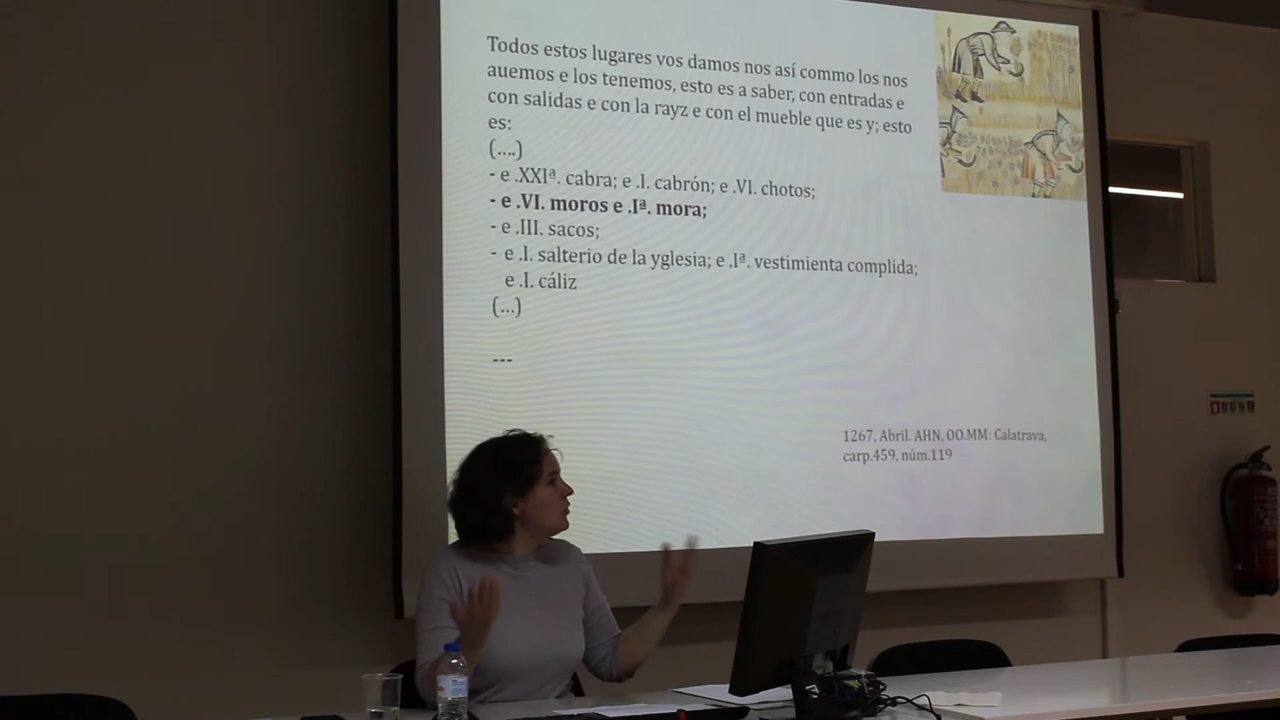 Todos estos lugares vos damos nos así commo los nos
auemos e los tenemos, esto es a saber, con entradas e
con salidas e con la rayz e con el mueble que es y; esto
es:
(....)
- e .XXIª. cabra; e .I. cabrón; e .VI. chotos;
- e .VI. moros e .Iª. mora;
- e .III. sacos;
- e .I. salterio de la yglesia; e .Iª. vestimienta complida;
e .I. cáliz
(...)
---
1267, Abril. AHN, OO.MM: Calatrava,
carp.459, núm.119